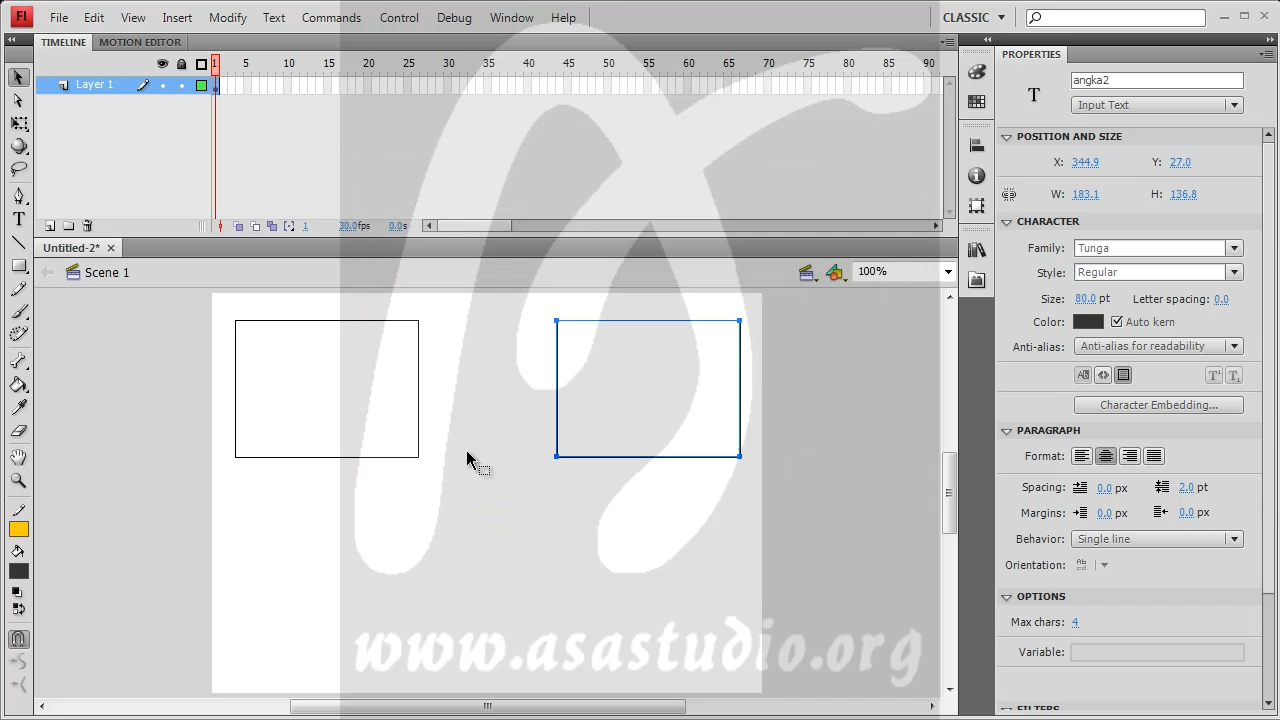 Fl File Edit View Insert Modify Text Commands Control Debug Window Help CLASSIC
TIMELINE MOTION EDITOR
1 5 10 15 20 25 30 35 40 45 50 55 60 65 70 75 80 85 90
Layer 1
1 30.0fps 0.0s
Untitled-2*
Scene 1 100%
PROPERTIES
angka2
T Input Text
POSITION AND SIZE
X: 344.9 Y: 27.0
W: 183.1 H: 136.8
CHARACTER
Family: Tunga
Style: Regular
Size: 80.0 pt Letter spacing: 0.0
Color: Auto kern
Anti-alias: Anti-alias for readability
Character Embedding...
PARAGRAPH
Format:
Spacing: 0.0 px 2.0 pt
Margins: 0.0 px 0.0 px
Behavior: Single line
Orientation:
OPTIONS
Max chars: 4
Variable:
FILTERS
www.asastudio.org